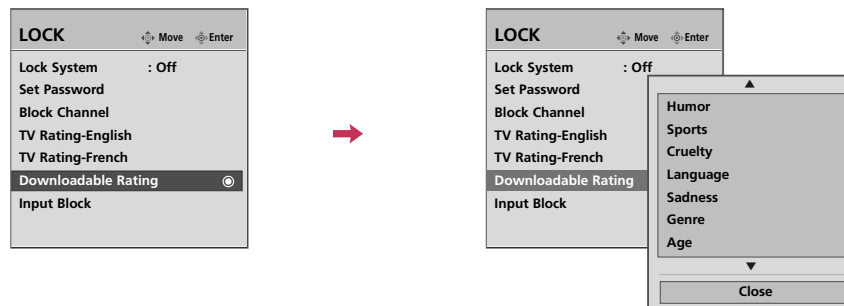 LOCK Move Enter
Lock System : Off
Set Password
Block Channel
TV Rating-English
TV Rating-French
Downloadable Rating
Input Block
LOCK Move Enter
Lock System : Off
Set Password
Block Channel
TV Rating-English
TV Rating-French
Downloadable Rating
Input Block
Humor
Sports
Cruelty
Language
Sadness
Genre
Age
Close